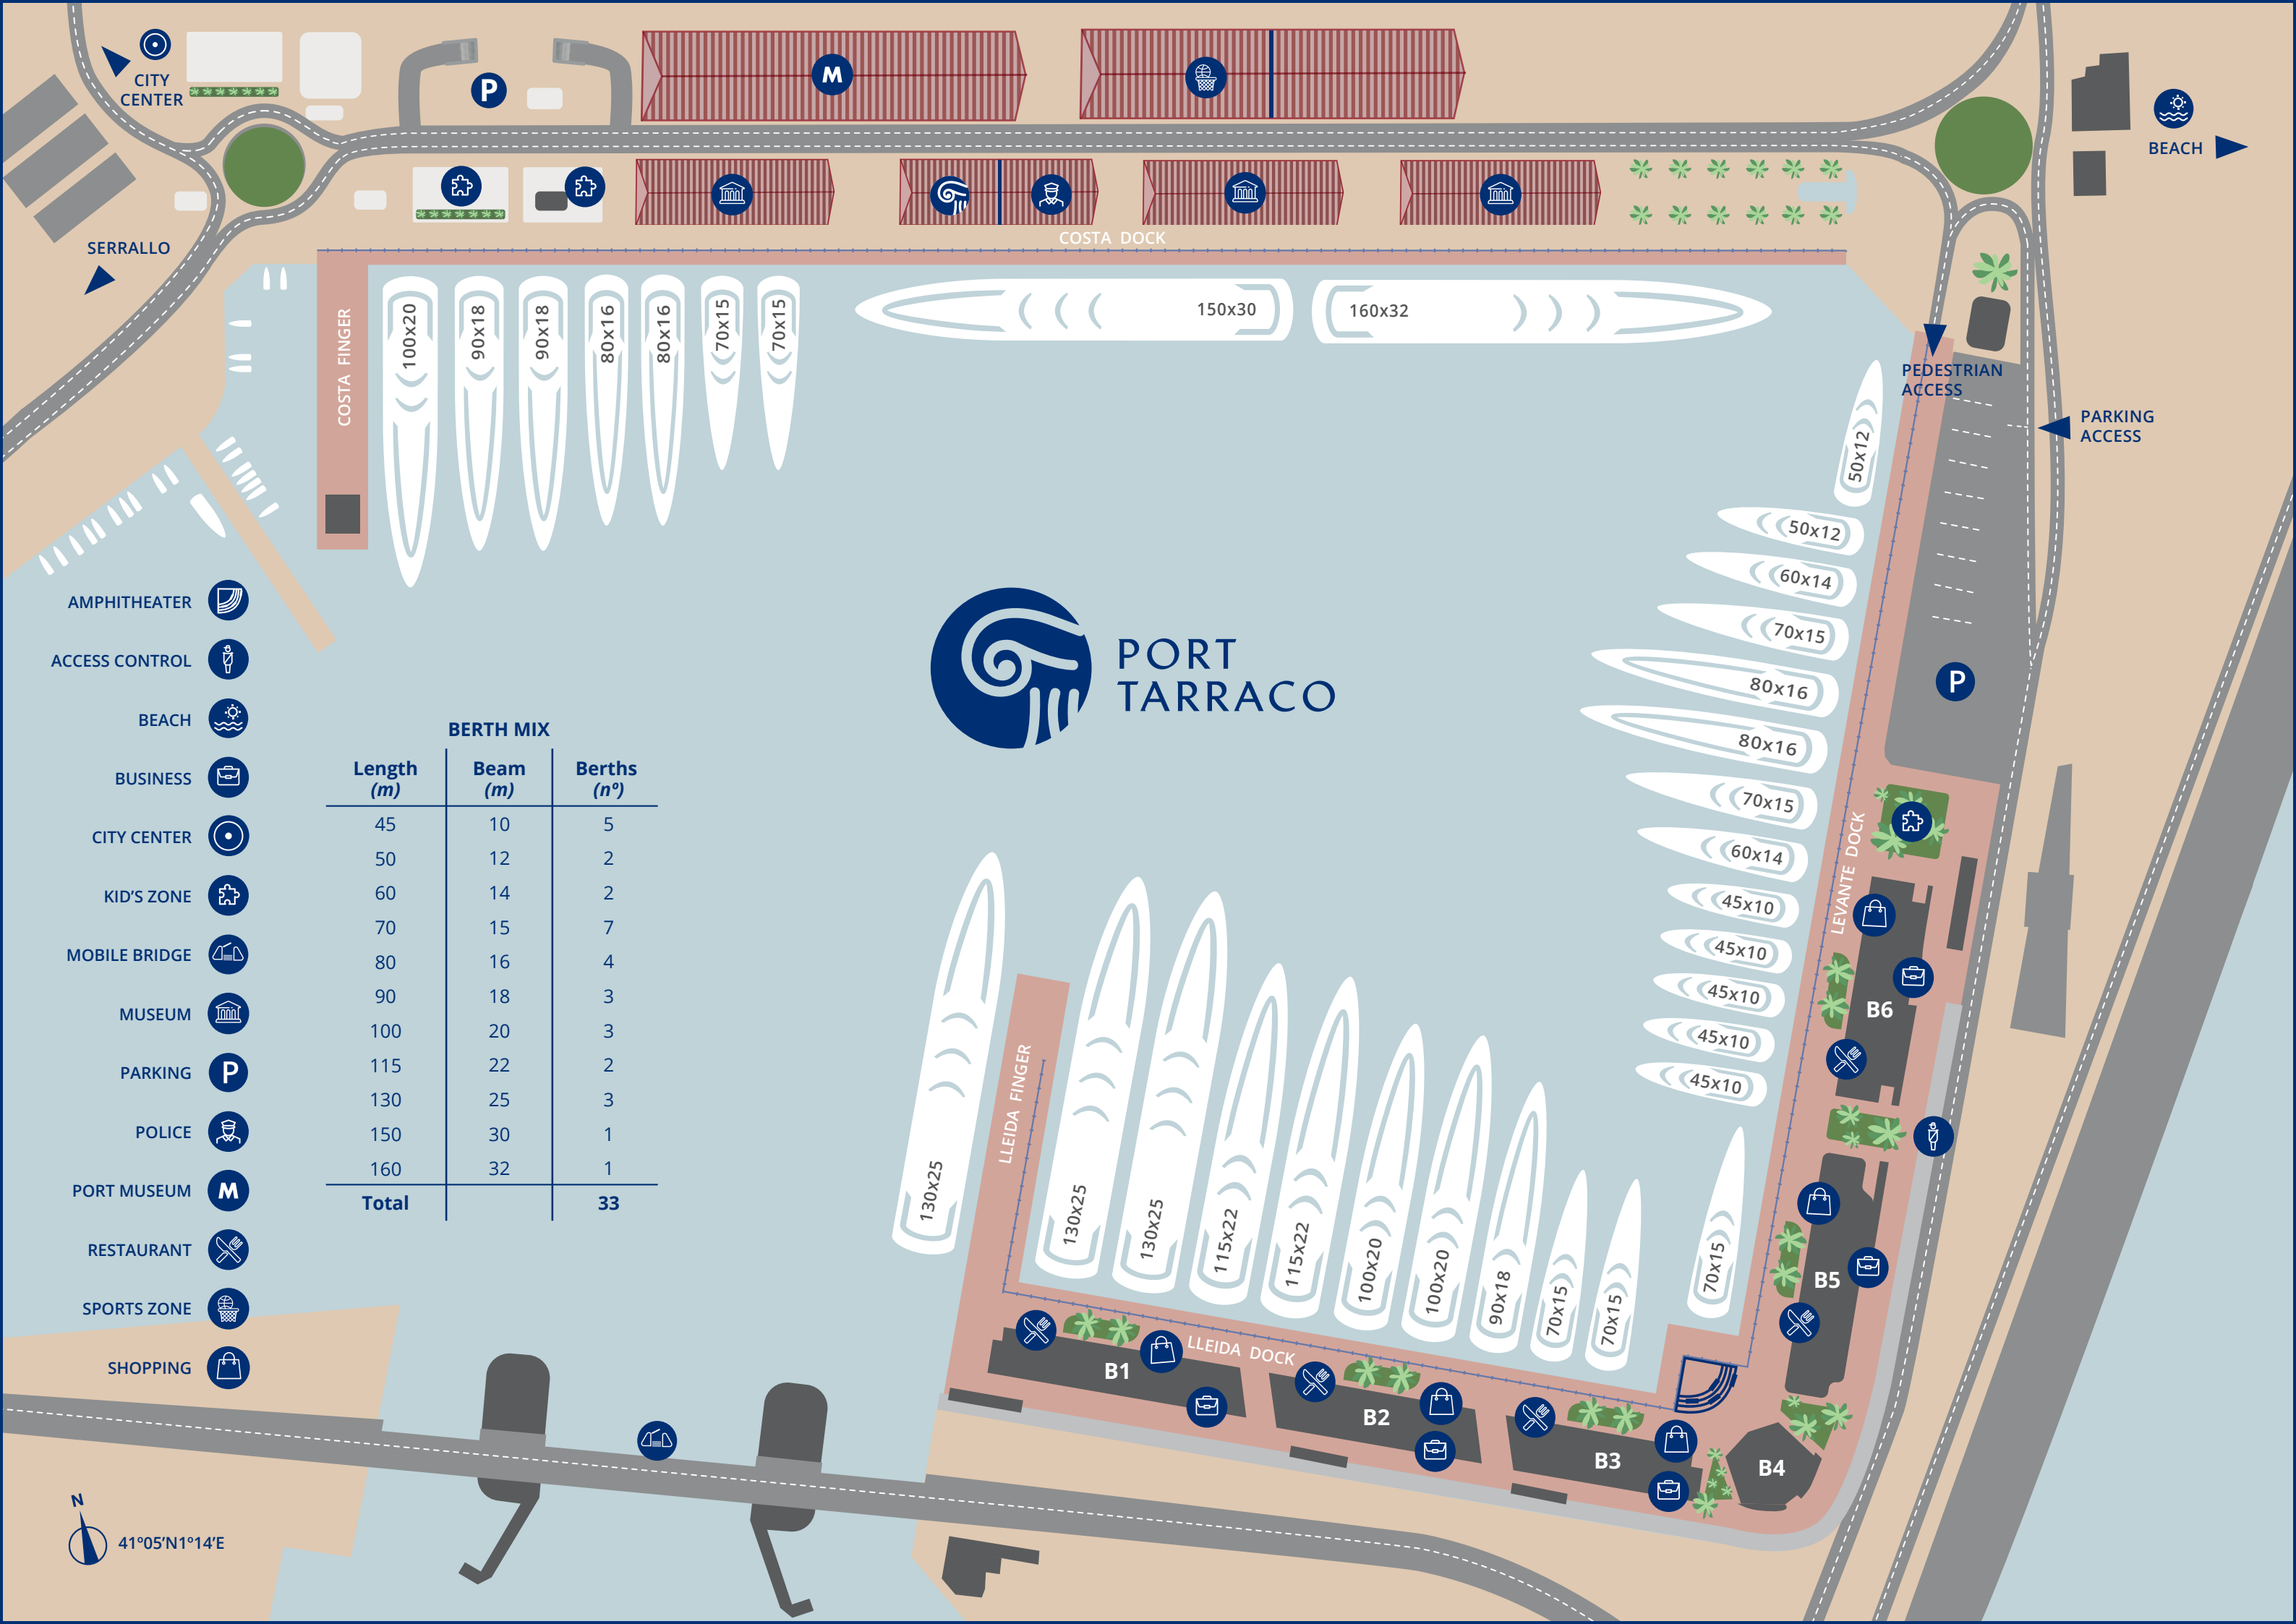 CITY
CENTER
P
M
BEACH
SERRALLO
COSTA DOCK
COSTA FINGER
100x20
90x18
90x18
80x16
80x16
70x15
70x15
150x30
160x32
PEDESTRIAN
ACCESS
PARKING
ACCESS
50x12
50x12
60x14
70x15
80x16
80x16
70x15
60x14
45x10
45x10
45x10
45x10
45x10
70x15
P
LEVANTE DOCK
B6
B5
PORT
TARRACO
AMPHITHEATER
ACCESS CONTROL
BEACH
BUSINESS
CITY CENTER
KID'S ZONE
MOBILE BRIDGE
MUSEUM
PARKING P
POLICE
PORT MUSEUM M
RESTAURANT
SPORTS ZONE
SHOPPING
BERTH MIX
Length Beam Berths
(m) (m) (nº)
45 10 5
50 12 2
60 14 2
70 15 7
80 16 4
90 18 3
100 20 3
115 22 2
130 25 3
150 30 1
160 32 1
Total 33
130x25
LLEIDA FINGER
130x25
130x25
115x22
115x22
100x20
100x20
90x18
70x15
70x15
LLEIDA DOCK
B1
B2
B3
B4
N
41º05'N1º14'E